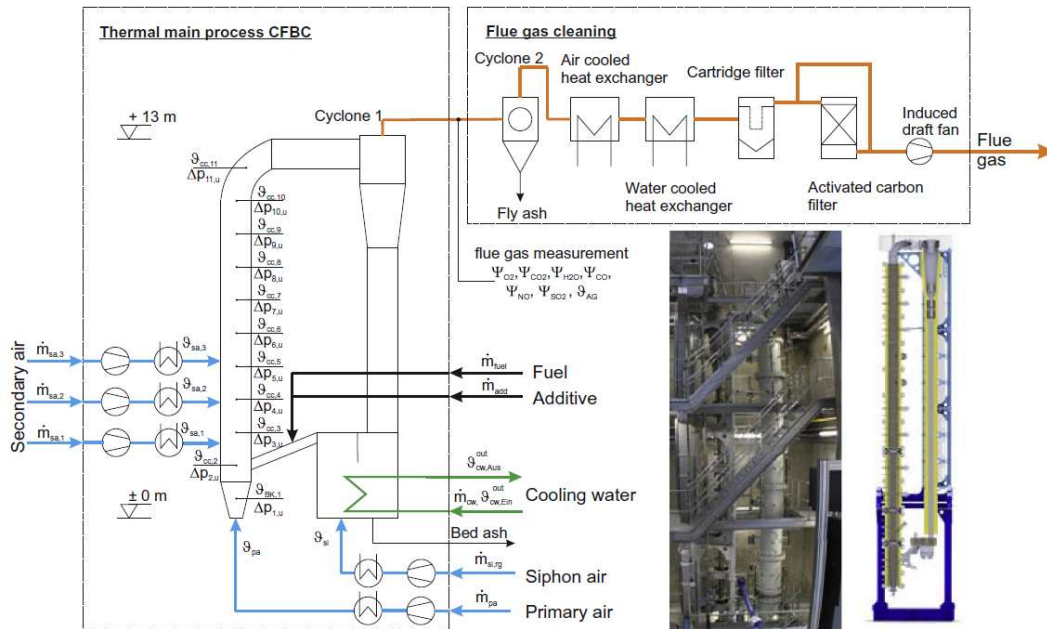 Thermal main process CFBC
Flue gas cleaning
Cyclone 2
Air cooled
heat exchanger
Cartridge filter
Induced
draft fan
Flue
gas
Water cooled
heat exchanger
Activated carbon
filter
Fly ash
+ 13 m
Cyclone 1
ϑcc,11
Δp11,u
ϑcc,10
Δp10,u
ϑcc,9
Δp9,u
ϑcc,8
Δp8,u
ϑcc,7
Δp7,u
ϑcc,6
Δp6,u
ϑcc,5
Δp5,u
ϑcc,4
Δp4,u
ϑcc,3
Δp3,u
ϑcc,2
Δp2,u
ϑBK,1
Δp1,u
± 0 m
flue gas measurement
ΨO2,ΨCO2,ΨH2O,ΨCO,
ΨNO, ΨSO2 , ϑAG
Secondary air
ṁsa,3
ϑsa,3
ṁsa,2
ϑsa,2
ṁsa,1
ϑsa,1
ṁfuel
Fuel
ṁadd
Additive
ϑcw,Aus out
Cooling water
ṁcw, ϑcw,Ein out
Bed ash
ϑsi
ṁsi,rg
Siphon air
ϑpa
ṁpa
Primary air